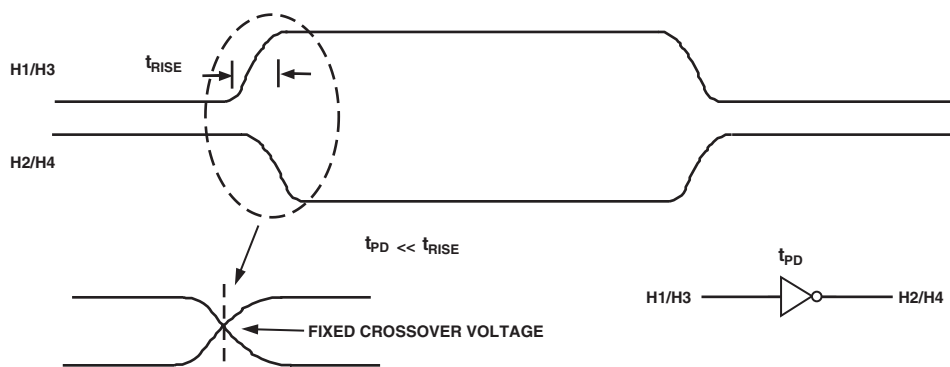 H1/H3
tRISE
H2/H4
tPD << tRISE
tPD
H1/H3
H2/H4
FIXED CROSSOVER VOLTAGE